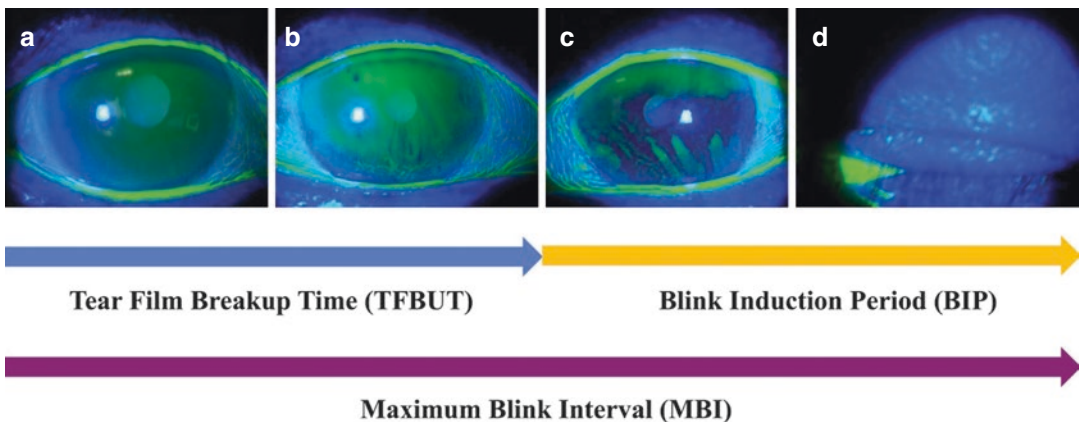 a b c d
Tear Film Breakup Time (TFBUT) Blink Induction Period (BIP)
Maximum Blink Interval (MBI)